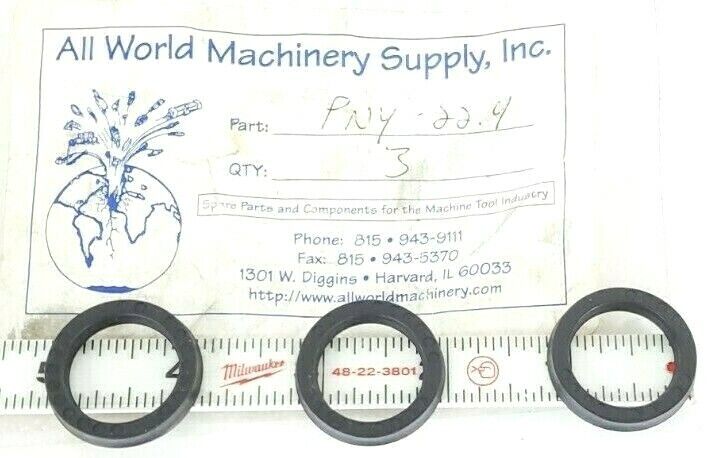 All World Machinery Supply, Inc.
Part: PNY-22.4
QTY: 3
Spare Parts and Components for the Machine Tool Industry
Phone: 815 • 943-9111
Fax: 815 • 943-5370
1301 W. Diggins • Harvard, IL 60033
http://www.allworldmachinery.com
Milwaukee 48-22-3801